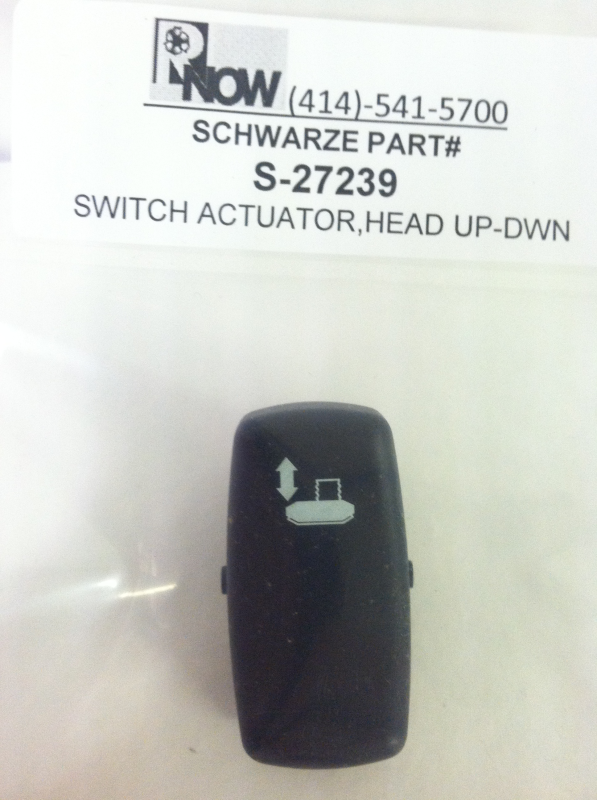 RNOW
(414)-541-5700
SCHWARZE PART#
S-27239
SWITCH ACTUATOR,HEAD UP-DWN